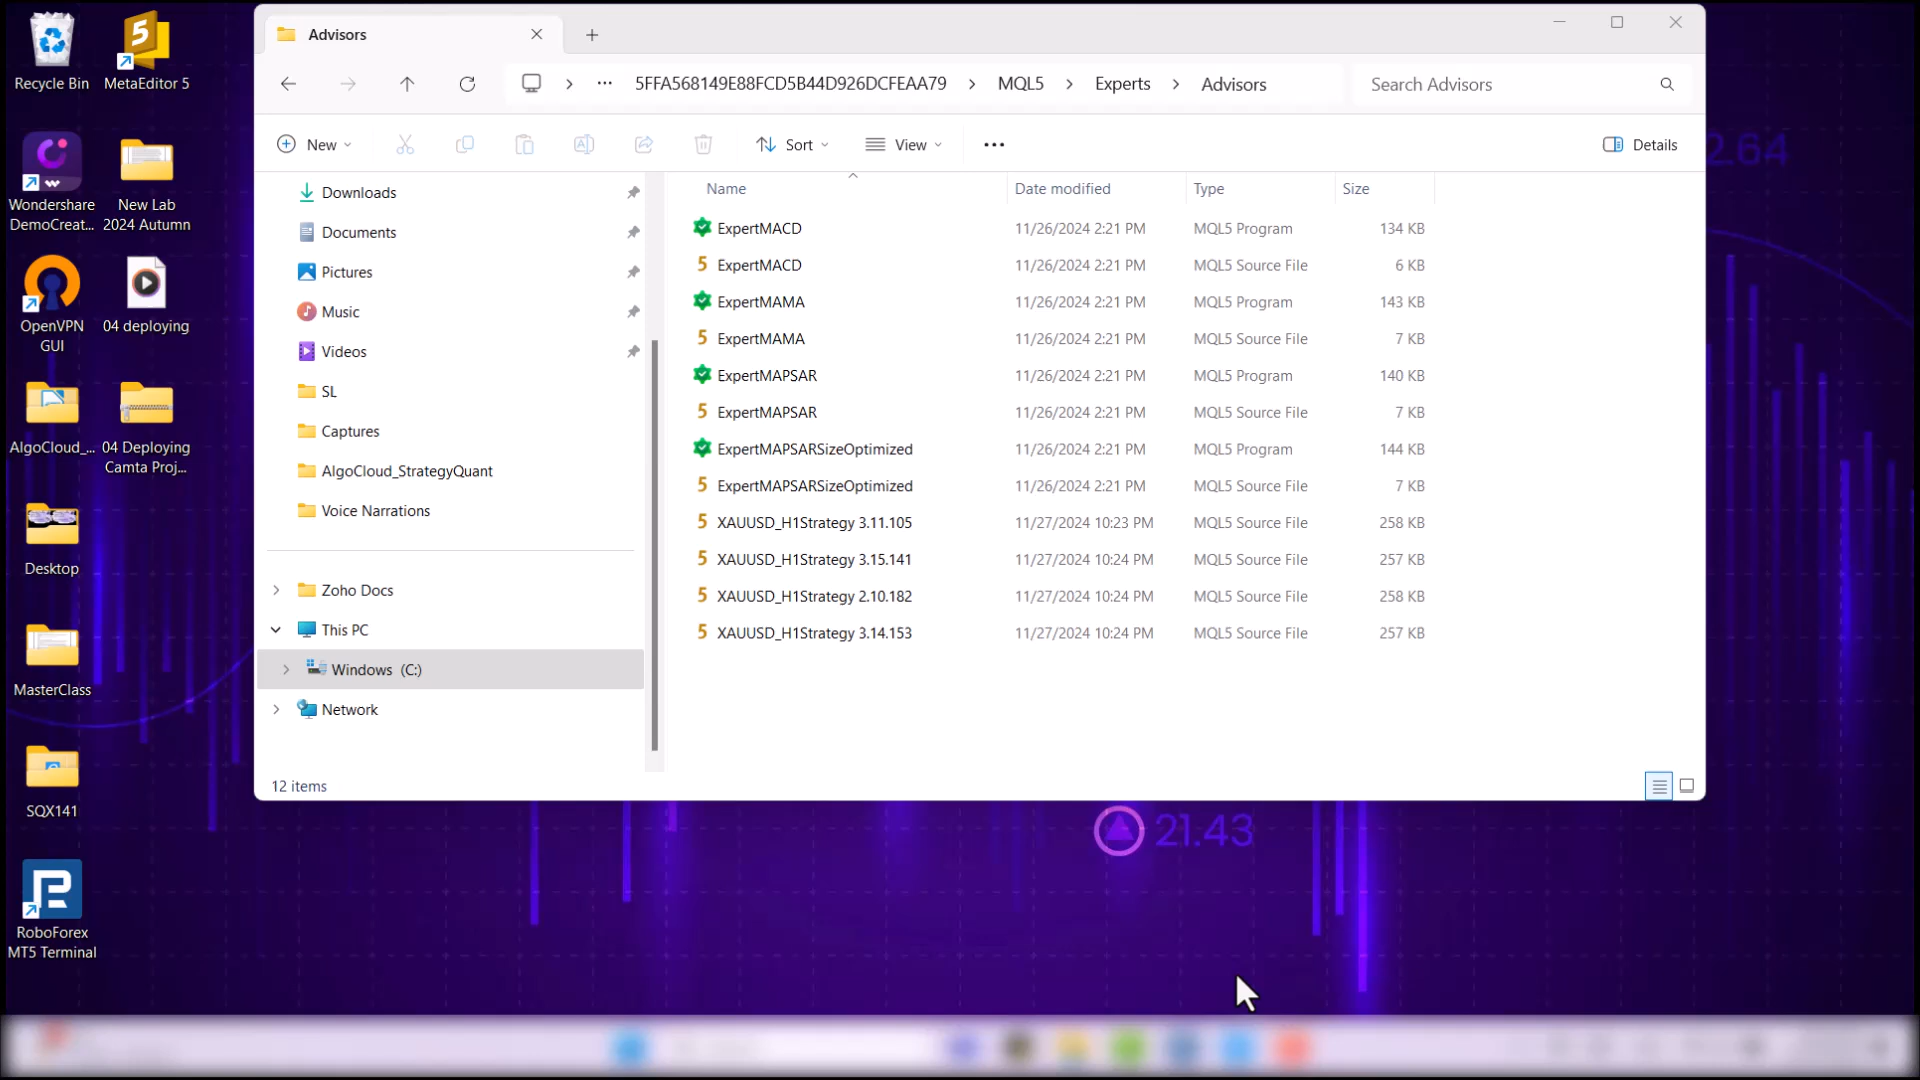 Recycle Bin
MetaEditor 5
Wondershare
DemoCreat...
New Lab
2024 Autumn
OpenVPN
GUI
04 deploying
AlgoCloud_...
04 Deploying
Camta Proj...
Desktop
MasterClass
SQX141
RoboForex
MT5 Terminal
Advisors
... 5FFA568149E88FCD5B44D926DCFEAA79 > MQL5 > Experts > Advisors
Search Advisors
New
Sort
View
Details
Downloads
Documents
Pictures
Music
Videos
SL
Captures
AlgoCloud_StrategyQuant
Voice Narrations
Zoho Docs
This PC
Windows (C:)
Network
Name Date modified Type Size
ExpertMACD 11/26/2024 2:21 PM MQL5 Program 134 KB
5 ExpertMACD 11/26/2024 2:21 PM MQL5 Source File 6 KB
ExpertMAMA 11/26/2024 2:21 PM MQL5 Program 143 KB
5 ExpertMAMA 11/26/2024 2:21 PM MQL5 Source File 7 KB
ExpertMAPSAR 11/26/2024 2:21 PM MQL5 Program 140 KB
5 ExpertMAPSAR 11/26/2024 2:21 PM MQL5 Source File 7 KB
ExpertMAPSARSizeOptimized 11/26/2024 2:21 PM MQL5 Program 144 KB
5 ExpertMAPSARSizeOptimized 11/26/2024 2:21 PM MQL5 Source File 7 KB
5 XAUUSD_H1Strategy 3.11.105 11/27/2024 10:23 PM MQL5 Source File 258 KB
5 XAUUSD_H1Strategy 3.15.141 11/27/2024 10:24 PM MQL5 Source File 257 KB
5 XAUUSD_H1Strategy 2.10.182 11/27/2024 10:24 PM MQL5 Source File 258 KB
5 XAUUSD_H1Strategy 3.14.153 11/27/2024 10:24 PM MQL5 Source File 257 KB
12 items
2.64
21.43